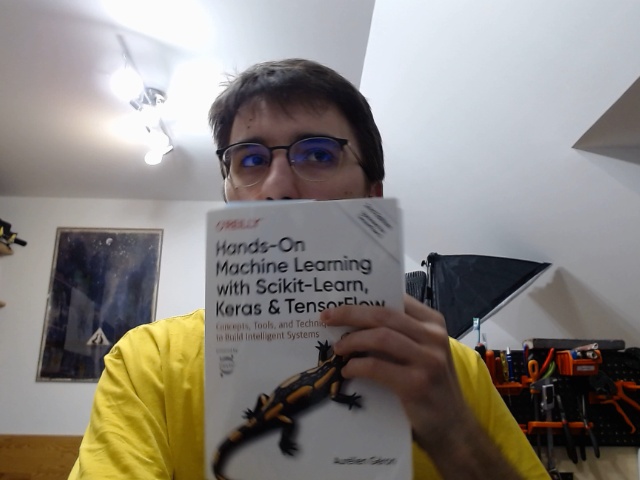 O'REILLY
Hands-On
Machine Learning
with Scikit-Learn,
Keras & TensorFlow
Concepts, Tools, and Techniq
to Build Intelligent Systems
Aurélien Géron